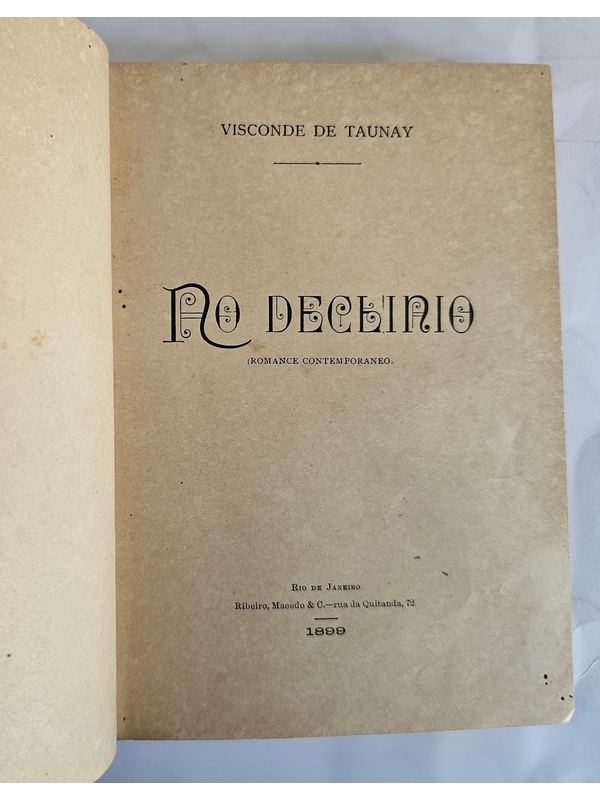 VISCONDE DE TAUNAY
NO DECLINIO
(ROMANCE CONTEMPORANEO)
RIO DE JANEIRO
Ribeiro, Macedo & C.—rua da Quitanda, 72
1899